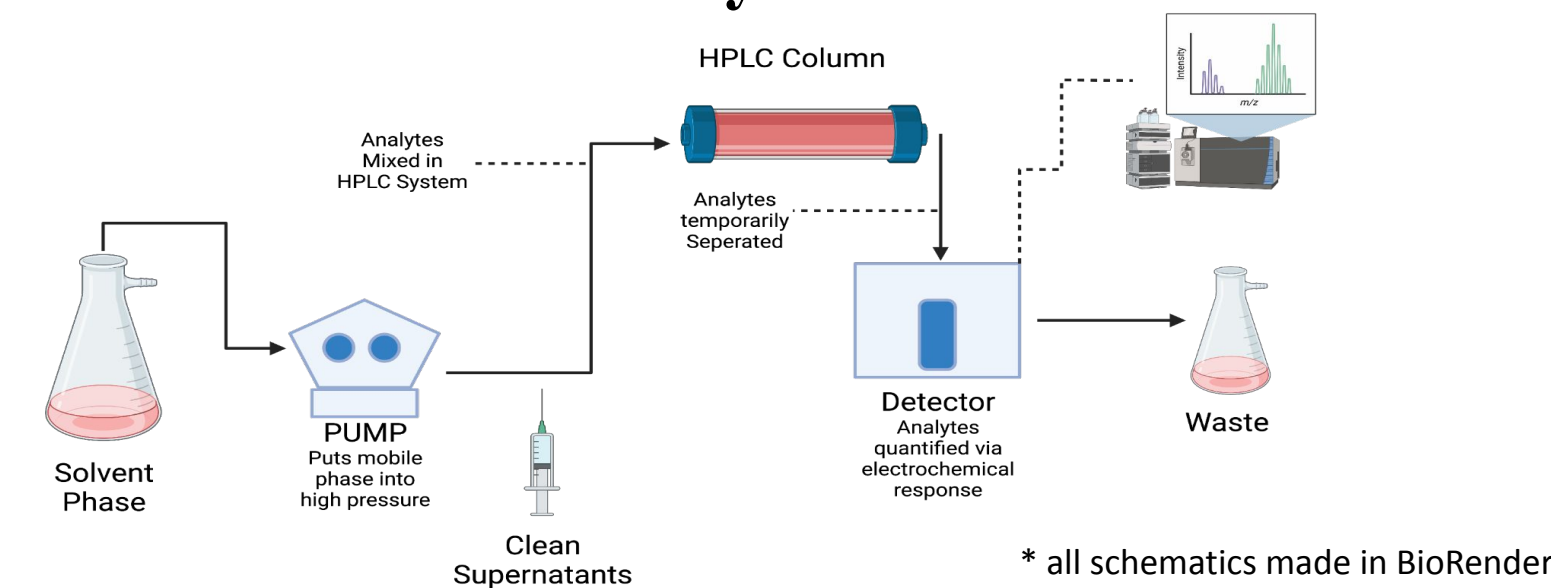 HPLC Column
Intensity
m/z
Analytes
Mixed in
HPLC System
Analytes
temporarily
Seperated
Solvent
Phase
PUMP
Puts mobile
phase into
high pressure
Clean
Supernatants
Detector
Analytes
quantified via
electrochemical
response
Waste
* all schematics made in BioRender